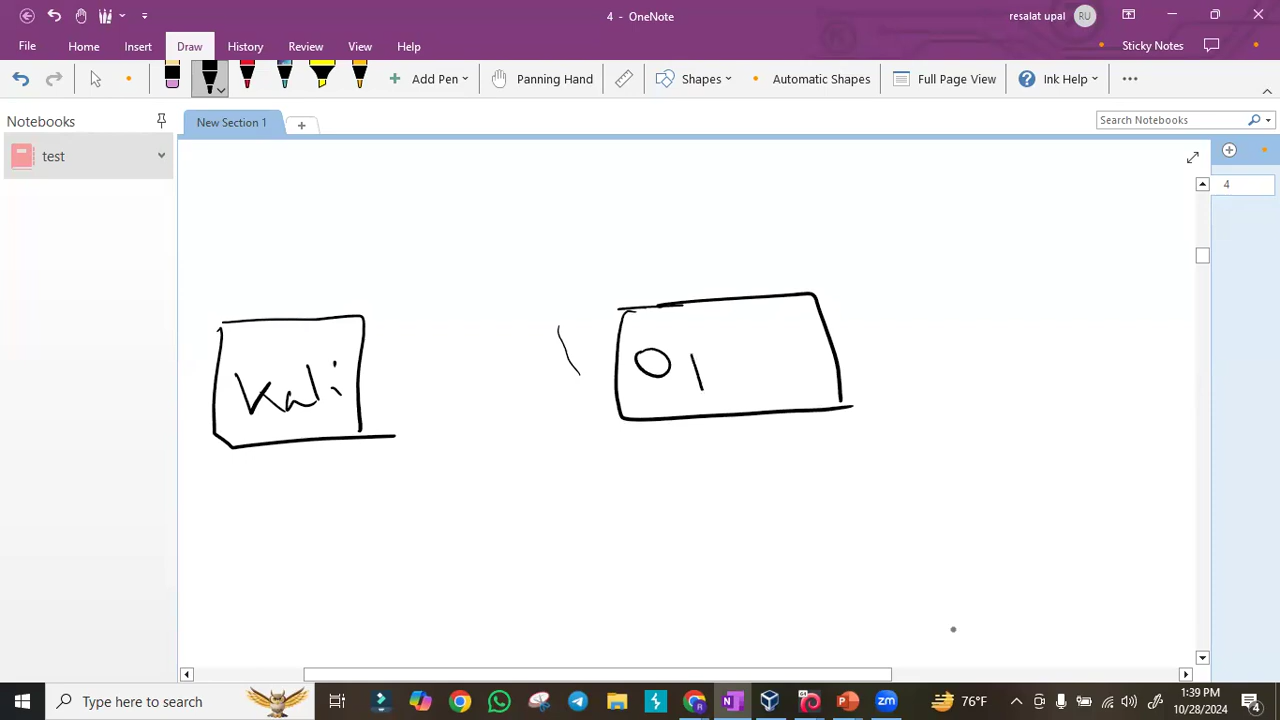 4 - OneNote
resalat upal
RU
File
Home
Insert
Draw
History
Review
View
Help
Sticky Notes
Add Pen
Panning Hand
Shapes
Automatic Shapes
Full Page View
Ink Help
Notebooks
New Section 1
Search Notebooks
test
4
Kali
01
Type here to search
76°F
1:39 PM
10/28/2024
4